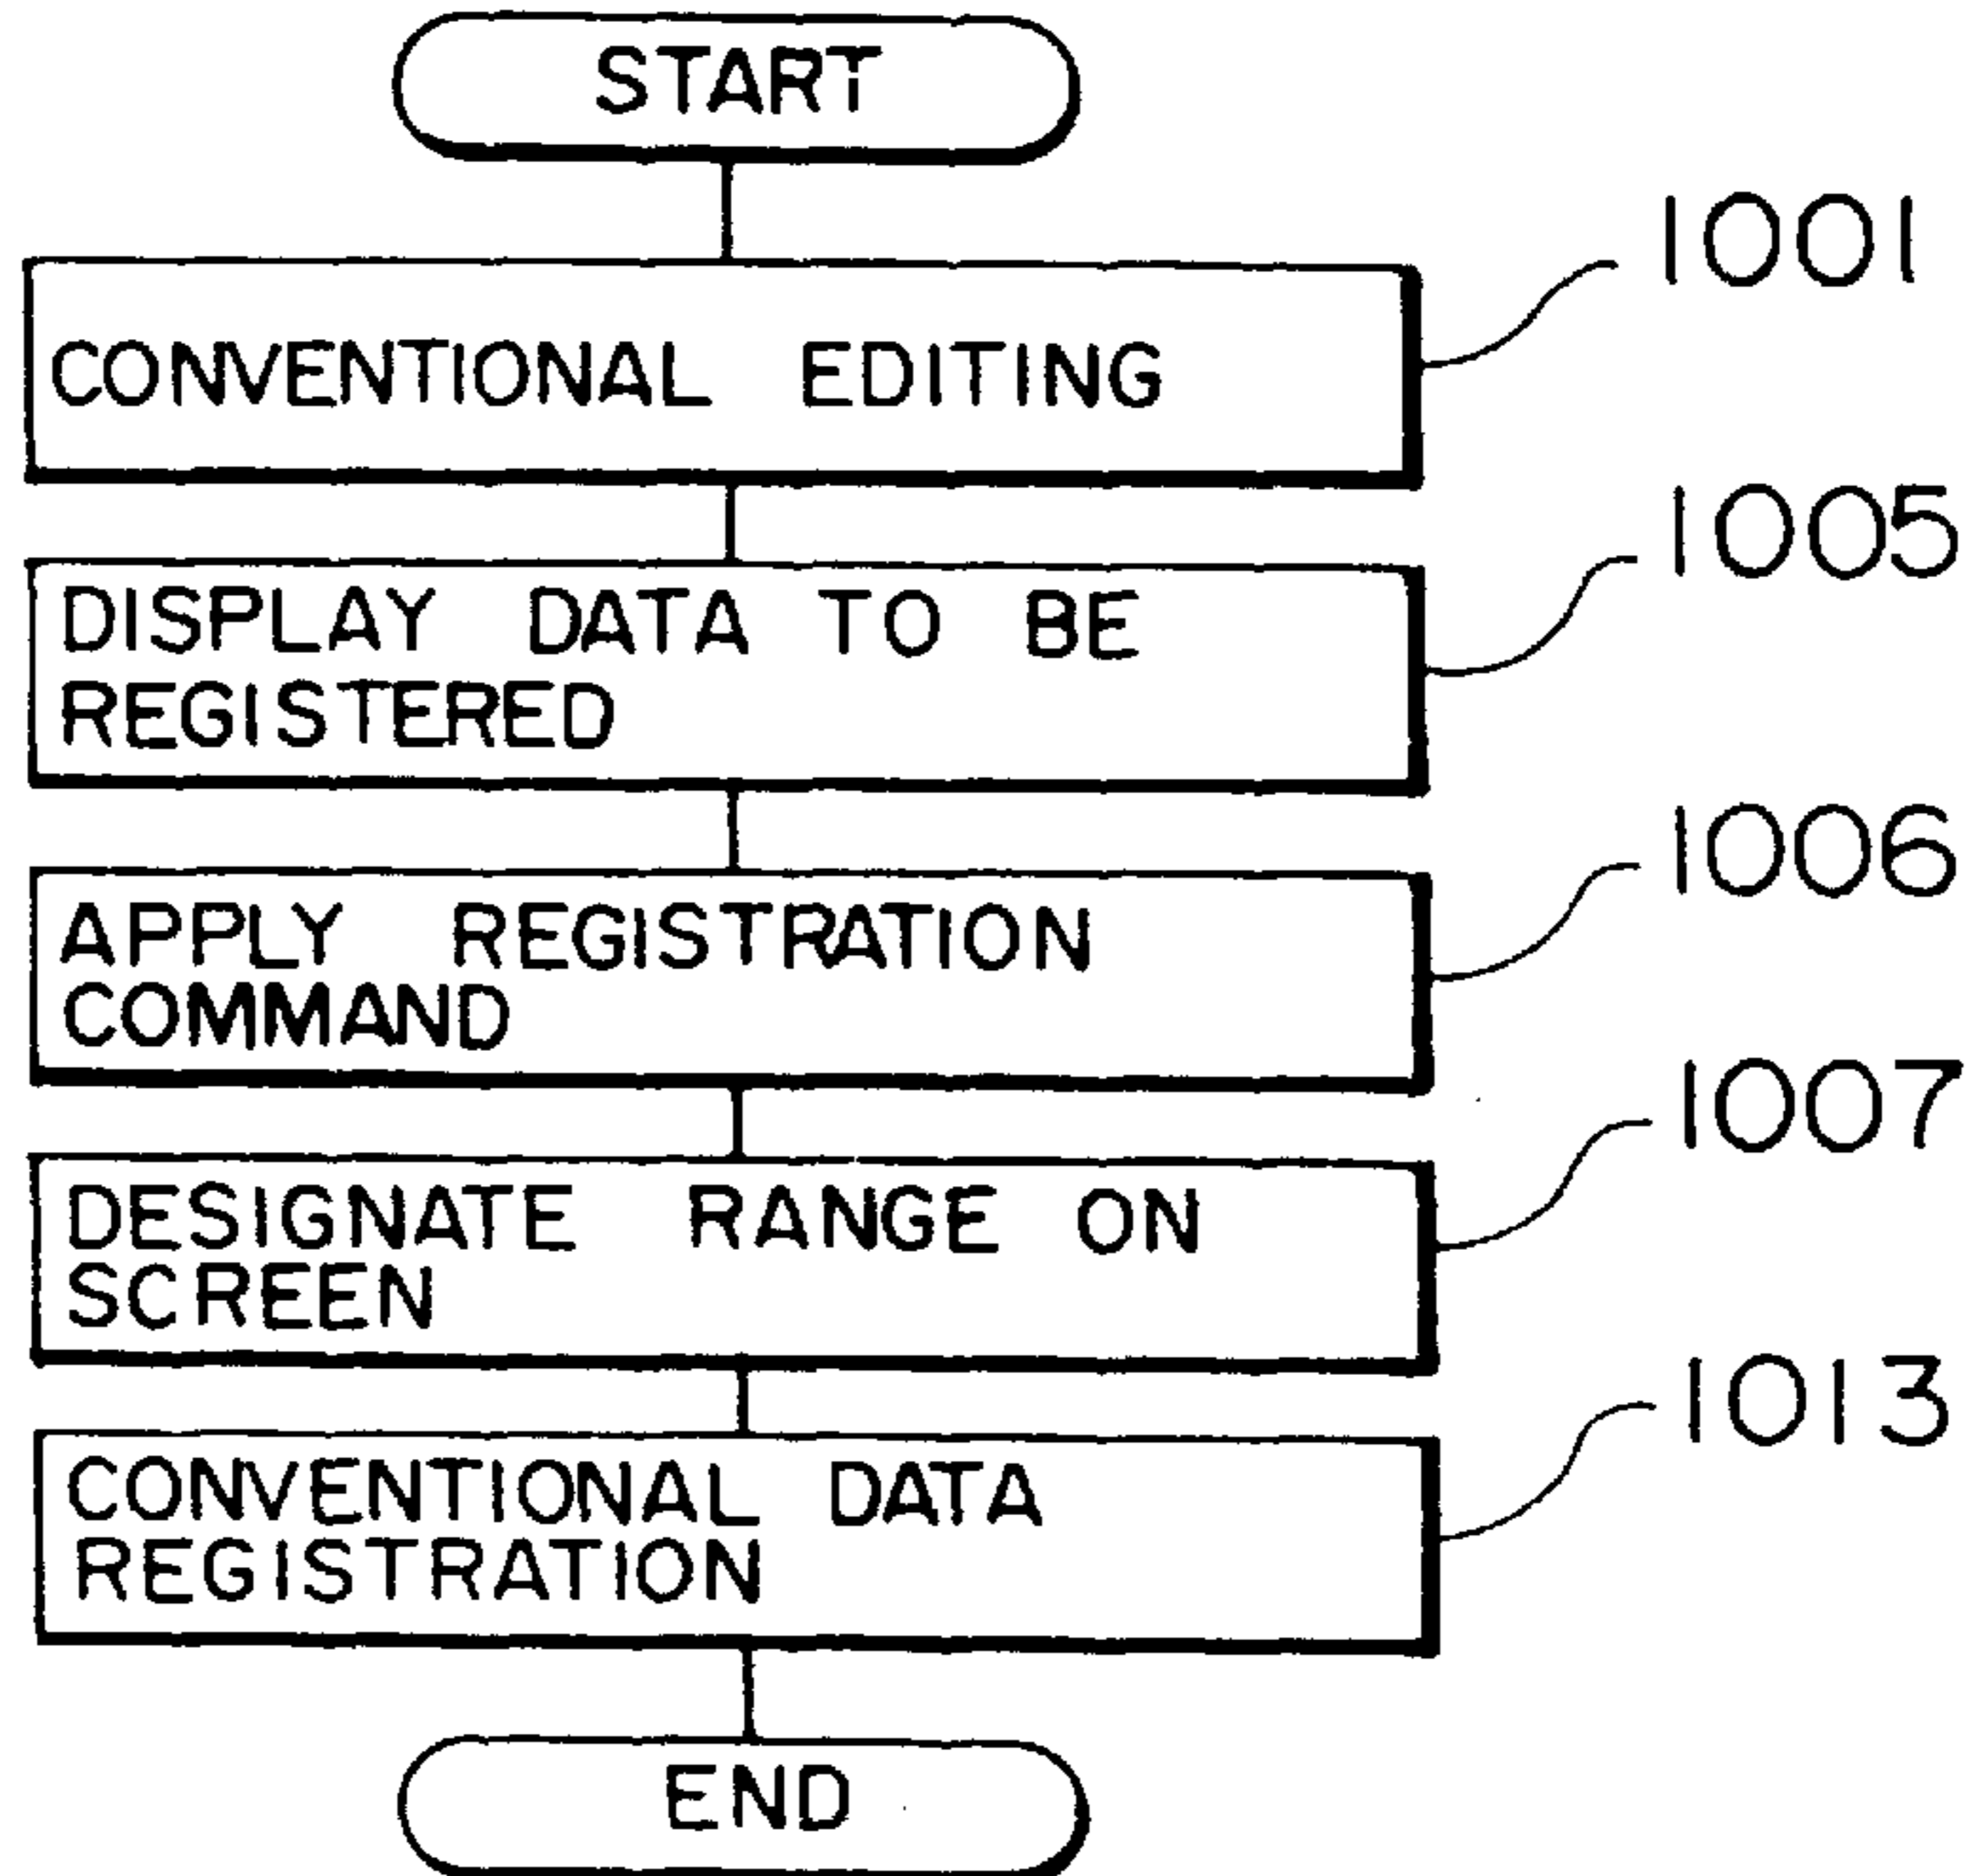 START
1001
CONVENTIONAL EDITING
1005
DISPLAY DATA TO BE
REGISTERED
1006
APPLY REGISTRATION
COMMAND
1007
DESIGNATE RANGE ON
SCREEN
1013
CONVENTIONAL DATA
REGISTRATION
END